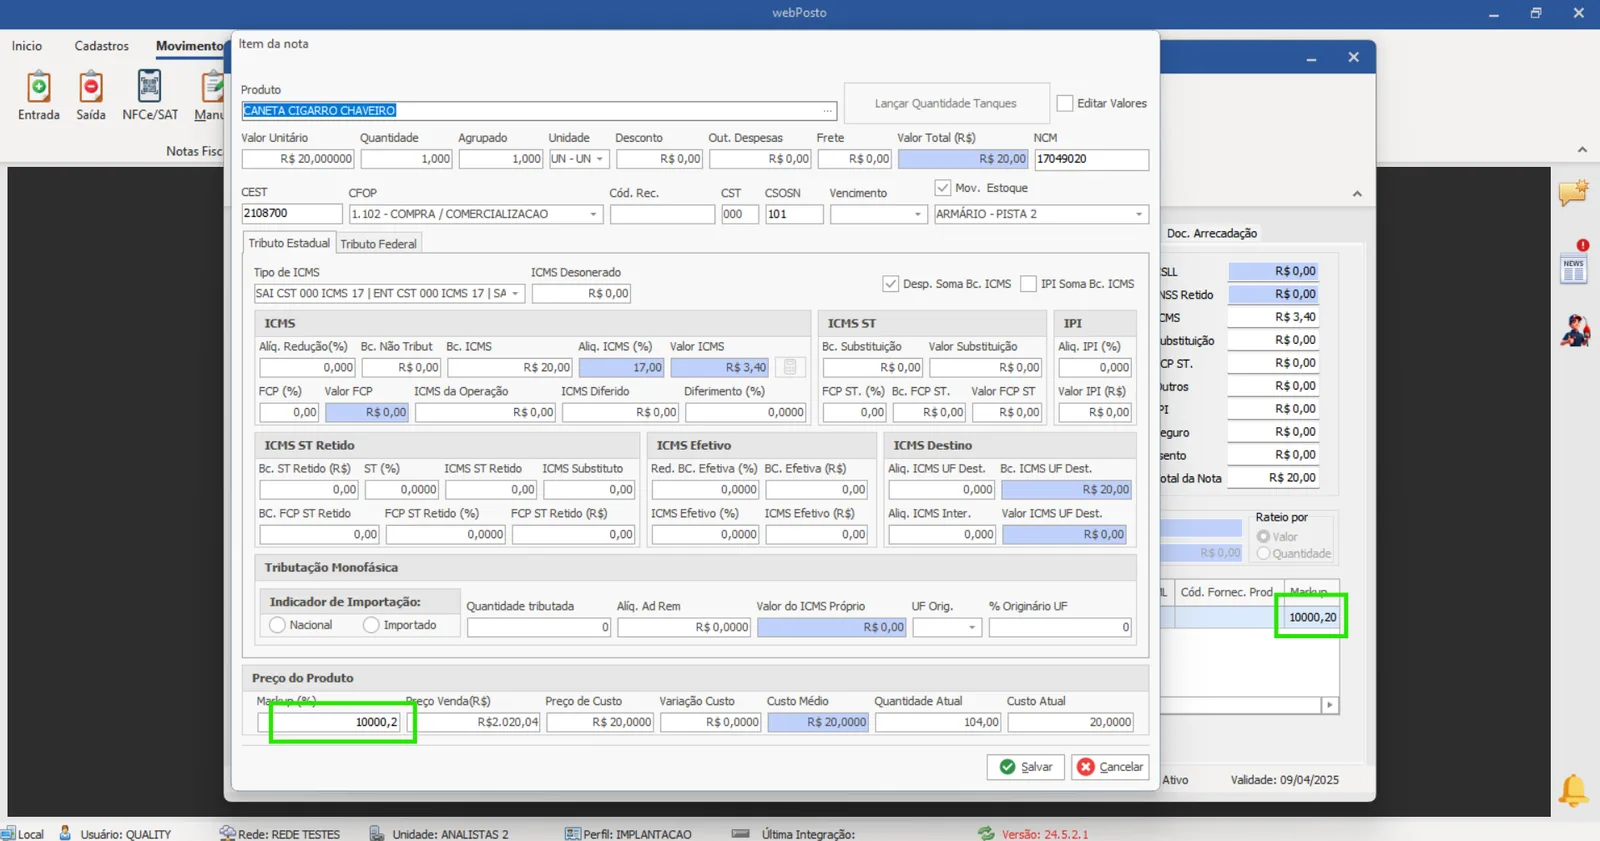 webPosto
Inicio Cadastros Movimento
Entrada Saída NFCe/SAT Manu
Notas Fisc
Item da nota
Produto
CANETA CIGARRO CHAVEIRO ...
Lançar Quantidade Tanques
Editar Valores
Valor Unitário Quantidade Agrupado Unidade Desconto Out. Despesas Frete Valor Total (R$) NCM
R$ 20,000000 1,000 1,000 UN - UN R$ 0,00 R$ 0,00 R$ 0,00 R$ 20,00 17049020
CEST CFOP Cód. Rec. CST CSOSN Vencimento Mov. Estoque
2108700 1.102 - COMPRA / COMERCIALIZACAO 000 101 ARMÁRIO - PISTA 2
Tributo Estadual Tributo Federal
Tipo de ICMS ICMS Desonerado
SAI CST 000 ICMS 17 | ENT CST 000 ICMS 17 | SA R$ 0,00
Desp. Soma Bc. ICMS IPI Soma Bc. ICMS
ICMS ICMS ST IPI
Alíq. Redução(%) Bc. Não Tribut Bc. ICMS Aliq. ICMS (%) Valor ICMS Bc. Substituição Valor Substituição Aliq. IPI (%)
0,000 R$ 0,00 R$ 20,00 17,00 R$ 3,40 R$ 0,00 R$ 0,00 0,000
FCP (%) Valor FCP ICMS da Operação ICMS Diferido Diferimento (%) FCP ST. (%) Bc. FCP ST. Valor FCP ST Valor IPI (R$)
0,00 R$ 0,00 R$ 0,00 R$ 0,00 0,0000 0,00 R$ 0,00 R$ 0,00 R$ 0,00
ICMS ST Retido ICMS Efetivo ICMS Destino
Bc. ST Retido (R$) ST (%) ICMS ST Retido ICMS Substituto Red. BC. Efetiva (%) BC. Efetiva (R$) Aliq. ICMS UF Dest. Bc. ICMS UF Dest.
0,00 0,0000 0,00 0,00 0,0000 0,00 0,000 R$ 20,00
BC. FCP ST Retido FCP ST Retido (%) FCP ST Retido (R$) ICMS Efetivo (%) ICMS Efetivo (R$) Aliq. ICMS Inter. Valor ICMS UF Dest.
0,00 0,0000 0,00 0,0000 0,00 0,000 R$ 0,00
Tributação Monofásica
Indicador de Importação:
Nacional Importado
Quantidade tributada Alíq. Ad Rem Valor do ICMS Próprio UF Orig. % Originário UF
0 R$ 0,0000 R$ 0,00 0
Preço do Produto
Markup (%) Preço Venda(R$) Preço de Custo Variação Custo Custo Médio Quantidade Atual Custo Atual
10000,2 R$2.020,04 R$ 20,0000 R$ 0,0000 R$ 20,0000 104,00 20,0000
Salvar Cancelar
Doc. Arrecadação
SLL R$ 0,00
NSS Retido R$ 0,00
CMS R$ 3,40
ubstituição R$ 0,00
CP ST. R$ 0,00
utros R$ 0,00
PI R$ 0,00
eguro R$ 0,00
sento R$ 0,00
otal da Nota R$ 20,00
Rateio por
Valor
R$ 0,00 Quantidade
Cód. Fornec. Prod. Markup
10000,20
Ativo Validade: 09/04/2025
NEWS
Local Usuário: QUALITY Rede: REDE TESTES Unidade: ANALISTAS 2 Perfil: IMPLANTACAO Última Integração: Versão: 24.5.2.1